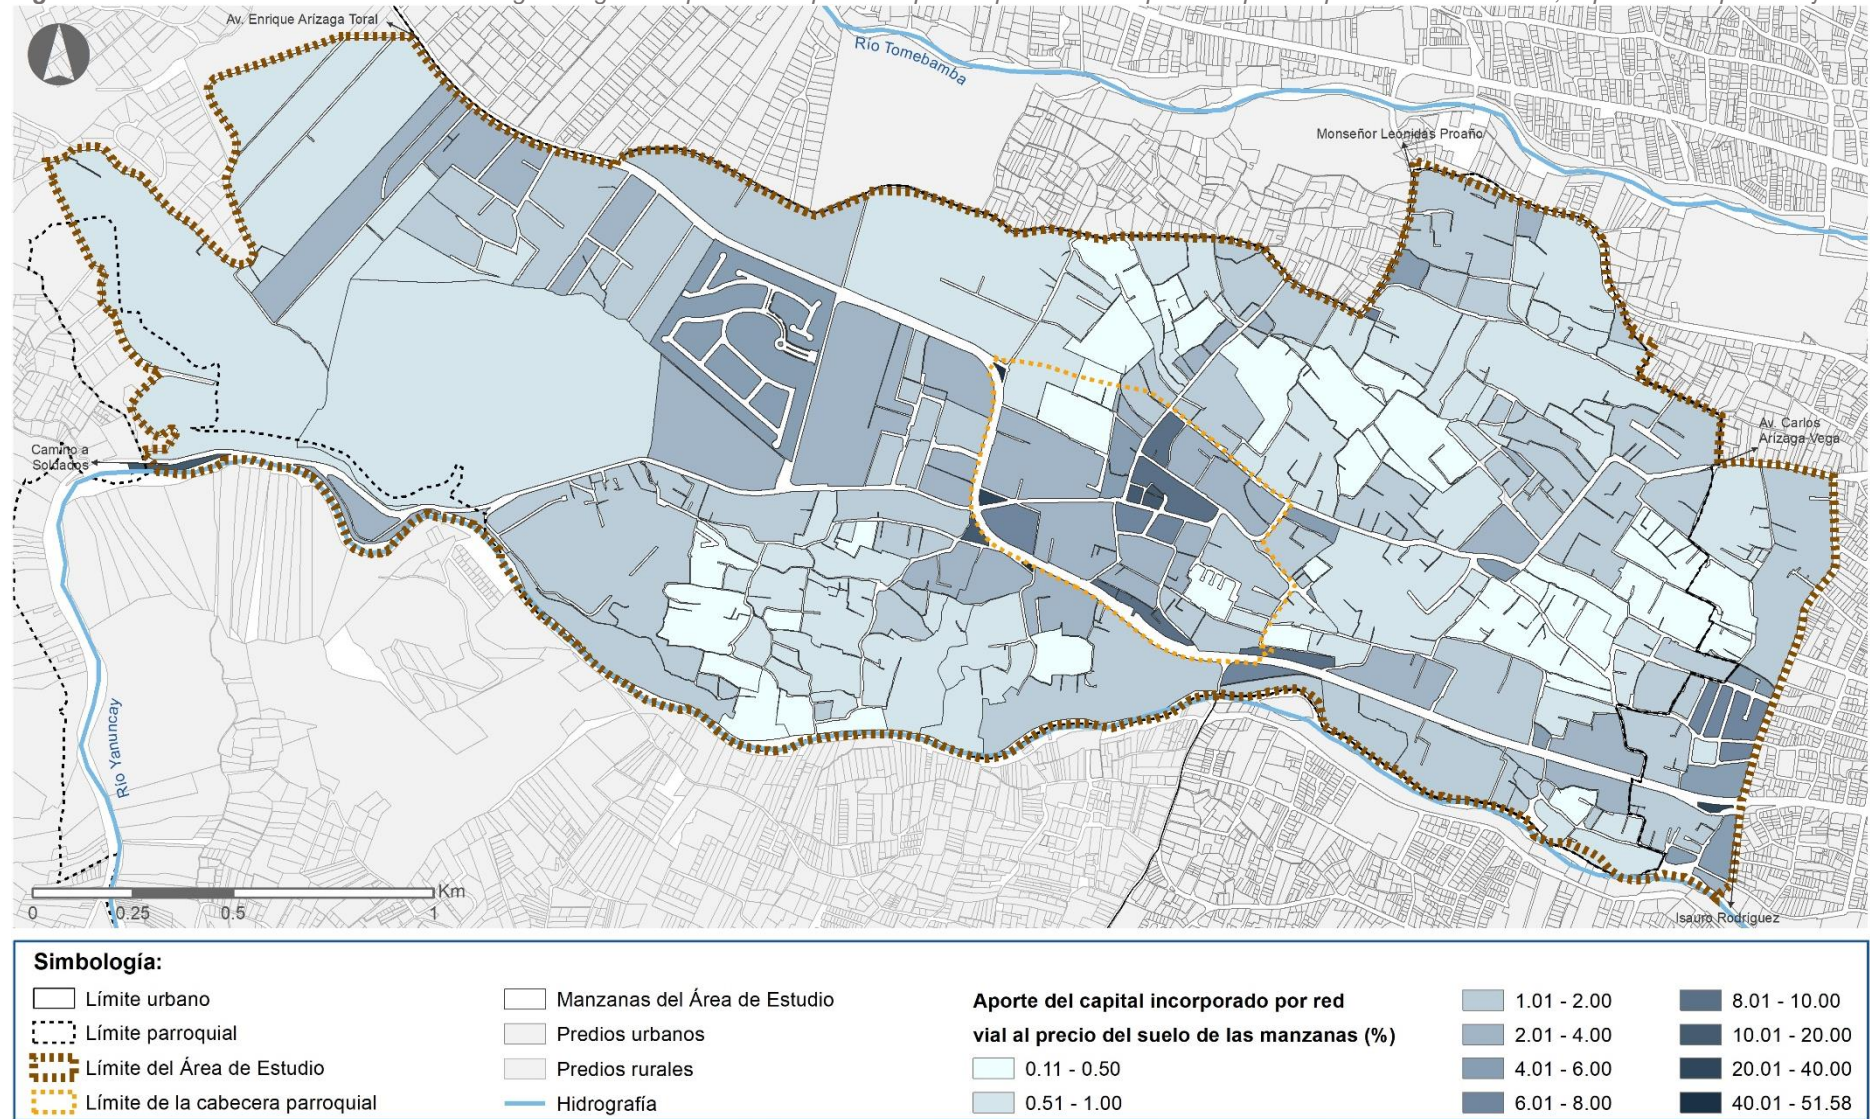 Av. Enrique Arízaga Toral
Río Tomebamba
Monseñor Leónidas Proaño
Av. Carlos
Arízaga Vega
Camino a
Soldados
Río Yanuncay
Isauro Rodríguez
Km
0 0.25 0.5 1
Simbología:
Límite urbano
Límite parroquial
Límite del Área de Estudio
Límite de la cabecera parroquial
Manzanas del Área de Estudio
Predios urbanos
Predios rurales
Hidrografía
Aporte del capital incorporado por red
vial al precio del suelo de las manzanas (%)
0.11 - 0.50
0.51 - 1.00
1.01 - 2.00
2.01 - 4.00
4.01 - 6.00
6.01 - 8.00
8.01 - 10.00
10.01 - 20.00
20.01 - 40.00
40.01 - 51.58